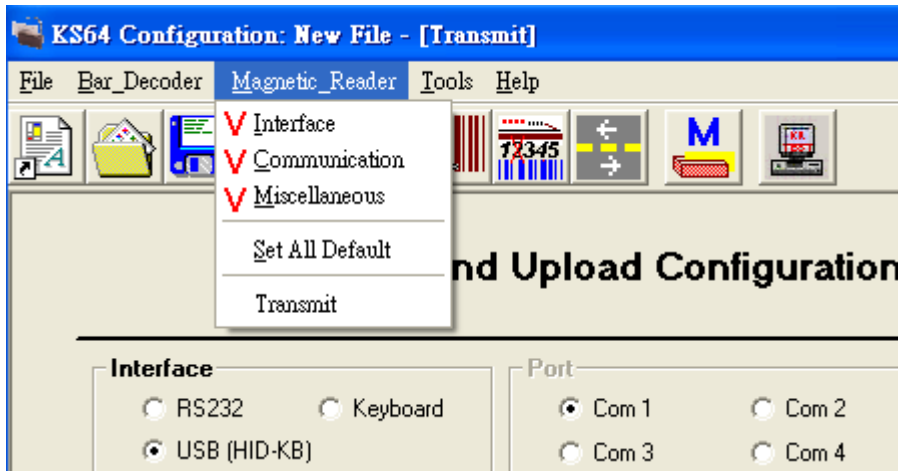 KS64 Configuration: New File - [Transmit]
File Bar_Decoder Magnetic_Reader Tools Help
A 12345 M
Interface
Communication
Miscellaneous
Set All Default
Transmit
nd Upload Configuration
Interface Port
RS232 Keyboard Com 1 Com 2
USB (HID-KB) Com 3 Com 4